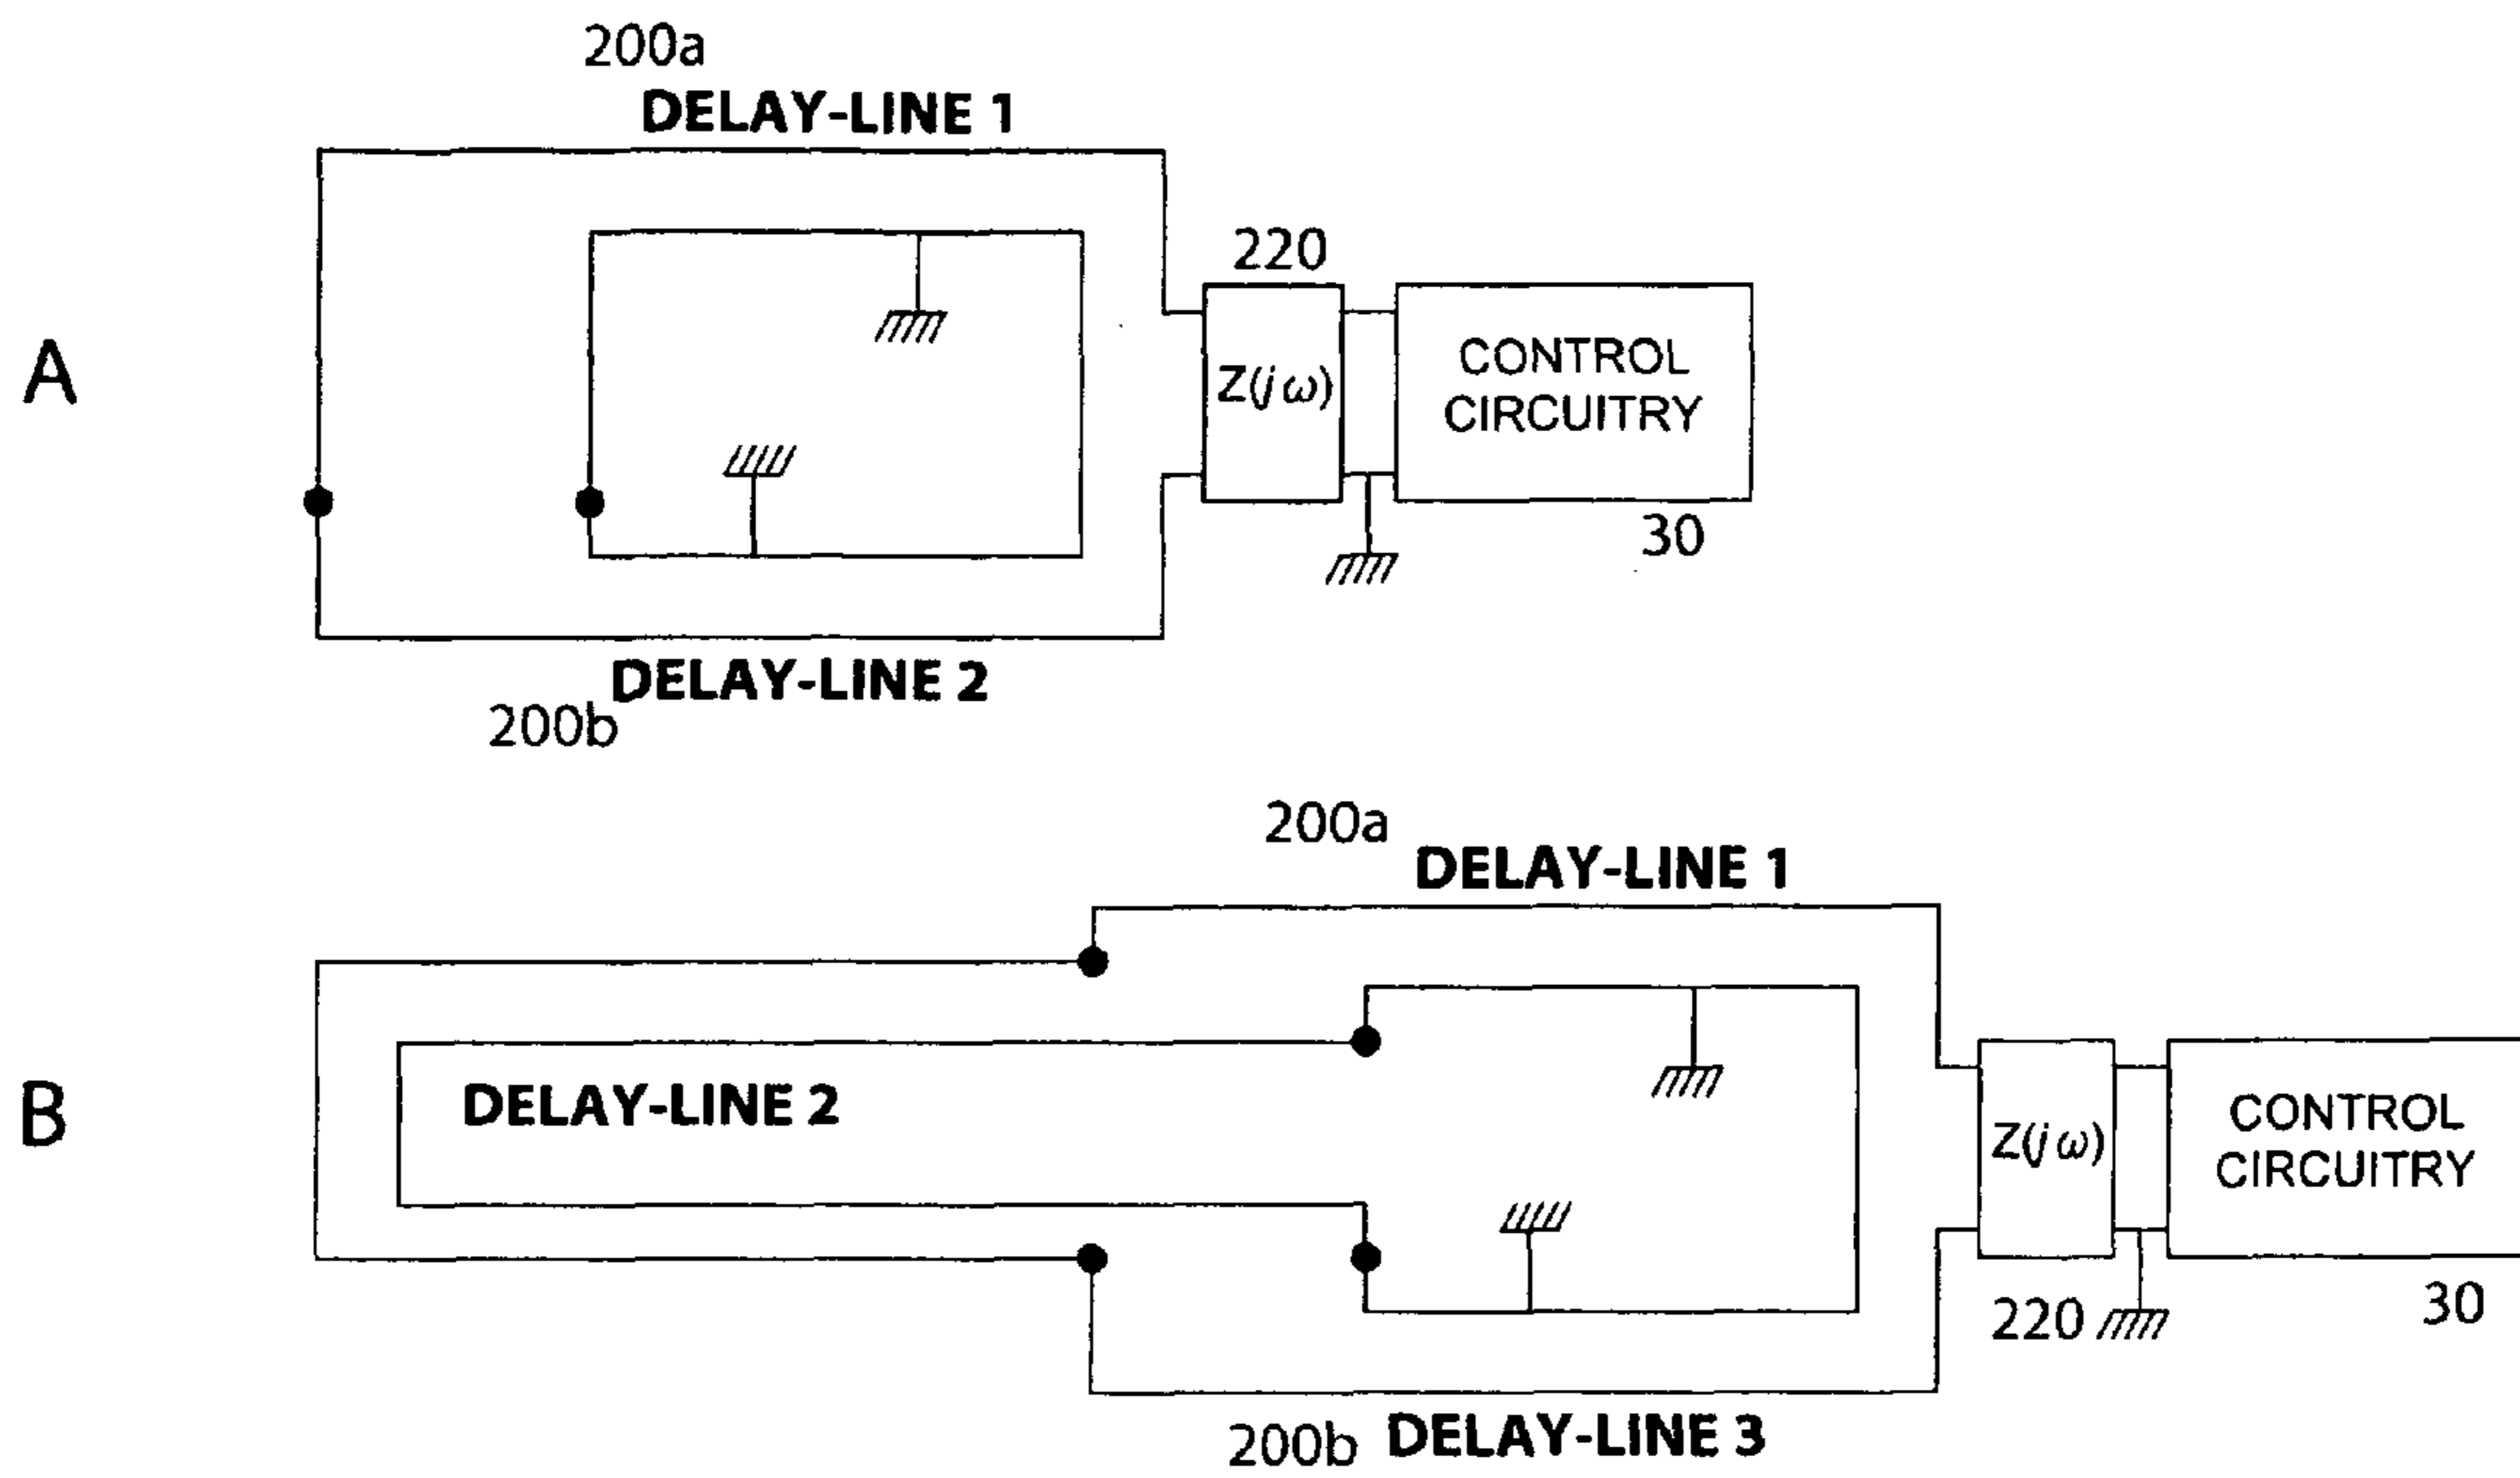 200a
DELAY-LINE 1
220
A
Z(jω)
CONTROL
CIRCUITRY
30
DELAY-LINE 2
200b
200a
DELAY-LINE 1
B
DELAY-LINE 2
Z(jω)
CONTROL
CIRCUITRY
220
30
200b
DELAY-LINE 3